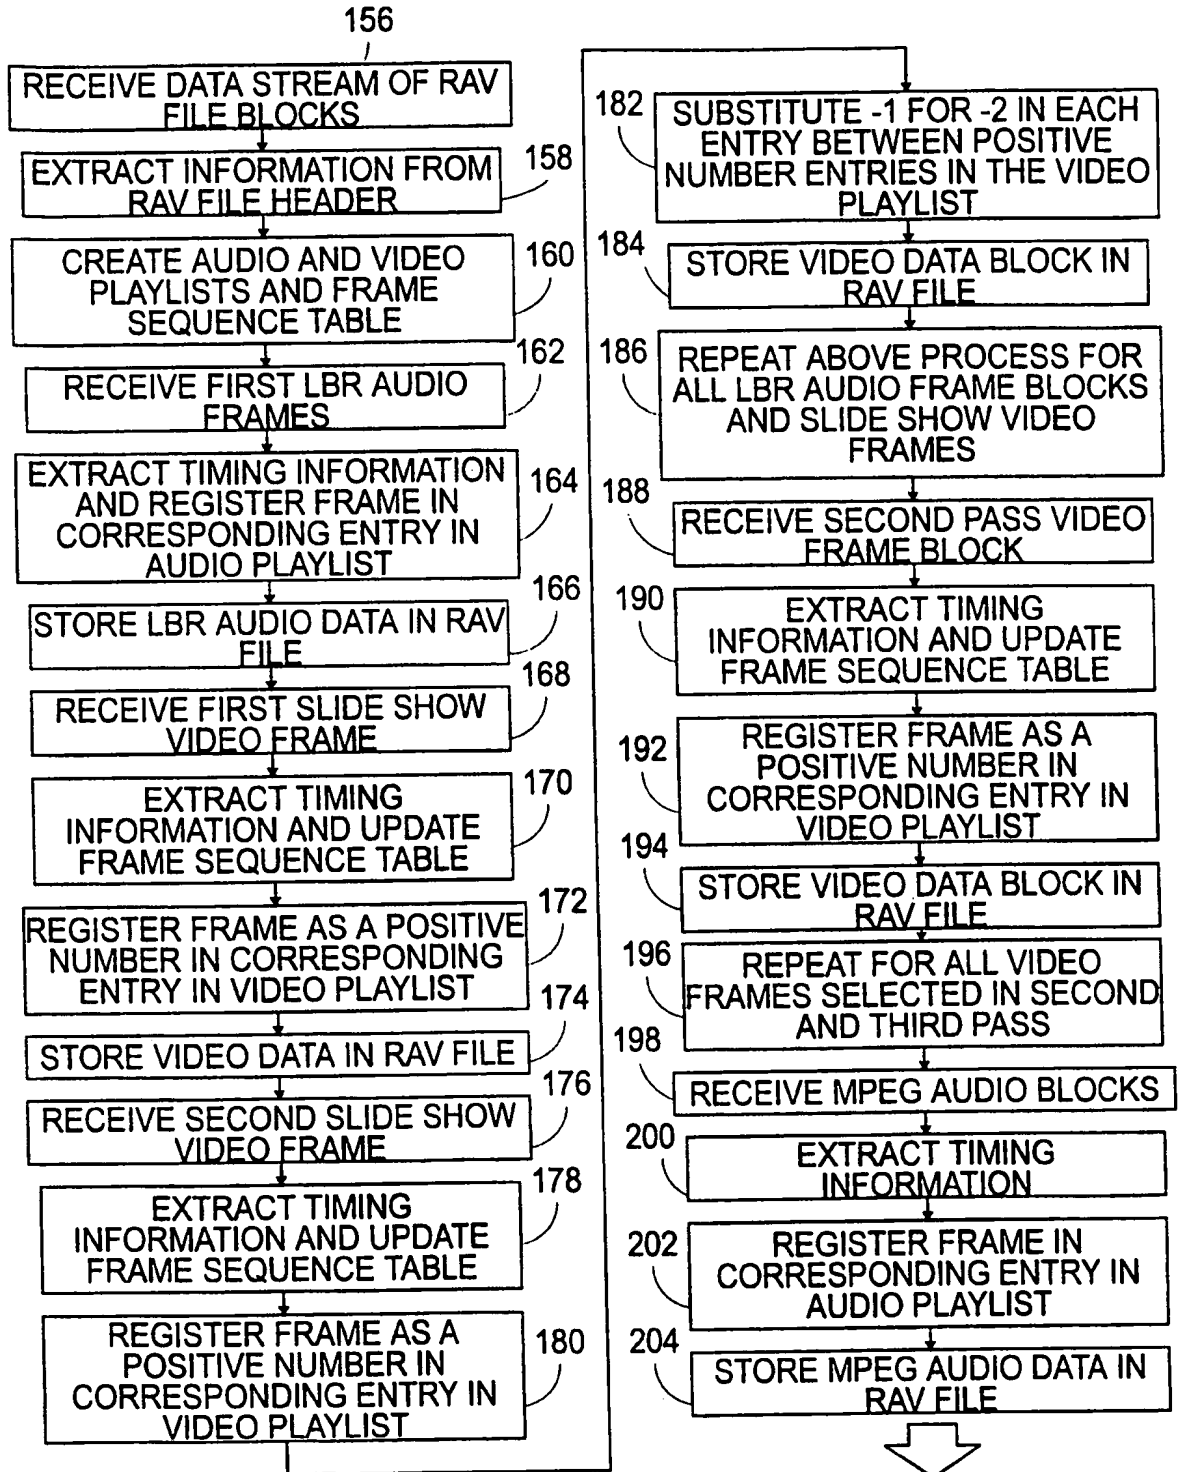 156
RECEIVE DATA STREAM OF RAV
FILE BLOCKS
158
EXTRACT INFORMATION FROM
RAV FILE HEADER
160
CREATE AUDIO AND VIDEO
PLAYLISTS AND FRAME
SEQUENCE TABLE
162
RECEIVE FIRST LBR AUDIO
FRAMES
164
EXTRACT TIMING INFORMATION
AND REGISTER FRAME IN
CORRESPONDING ENTRY IN
AUDIO PLAYLIST
166
STORE LBR AUDIO DATA IN RAV
FILE
168
RECEIVE FIRST SLIDE SHOW
VIDEO FRAME
170
EXTRACT TIMING
INFORMATION AND UPDATE
FRAME SEQUENCE TABLE
172
REGISTER FRAME AS A POSITIVE
NUMBER IN CORRESPONDING
ENTRY IN VIDEO PLAYLIST
174
STORE VIDEO DATA IN RAV FILE
176
RECEIVE SECOND SLIDE SHOW
VIDEO FRAME
178
EXTRACT TIMING
INFORMATION AND UPDATE
FRAME SEQUENCE TABLE
180
REGISTER FRAME AS A
POSITIVE NUMBER IN
CORRESPONDING ENTRY IN
VIDEO PLAYLIST
182
SUBSTITUTE -1 FOR -2 IN EACH
ENTRY BETWEEN POSITIVE
NUMBER ENTRIES IN THE VIDEO
PLAYLIST
184
STORE VIDEO DATA BLOCK IN
RAV FILE
186
REPEAT ABOVE PROCESS FOR
ALL LBR AUDIO FRAME BLOCKS
AND SLIDE SHOW VIDEO
FRAMES
188
RECEIVE SECOND PASS VIDEO
FRAME BLOCK
190
EXTRACT TIMING
INFORMATION AND UPDATE
FRAME SEQUENCE TABLE
192
REGISTER FRAME AS A
POSITIVE NUMBER IN
CORRESPONDING ENTRY IN
VIDEO PLAYLIST
194
STORE VIDEO DATA BLOCK IN
RAV FILE
196
REPEAT FOR ALL VIDEO
FRAMES SELECTED IN SECOND
AND THIRD PASS
198
RECEIVE MPEG AUDIO BLOCKS
200
EXTRACT TIMING
INFORMATION
202
REGISTER FRAME IN
CORRESPONDING ENTRY IN
AUDIO PLAYLIST
204
STORE MPEG AUDIO DATA IN
RAV FILE